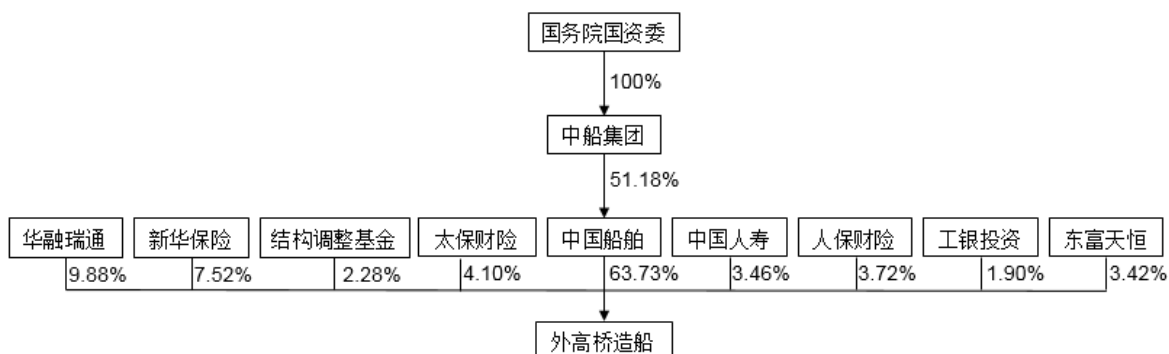 国务院国资委
100%
中船集团
51.18%
华融瑞通 新华保险 结构调整基金 太保财险 中国船舶 中国人寿 人保财险 工银投资 东富天恒
9.88% 7.52% 2.28% 4.10% 63.73% 3.46% 3.72% 1.90% 3.42%
外高桥造船